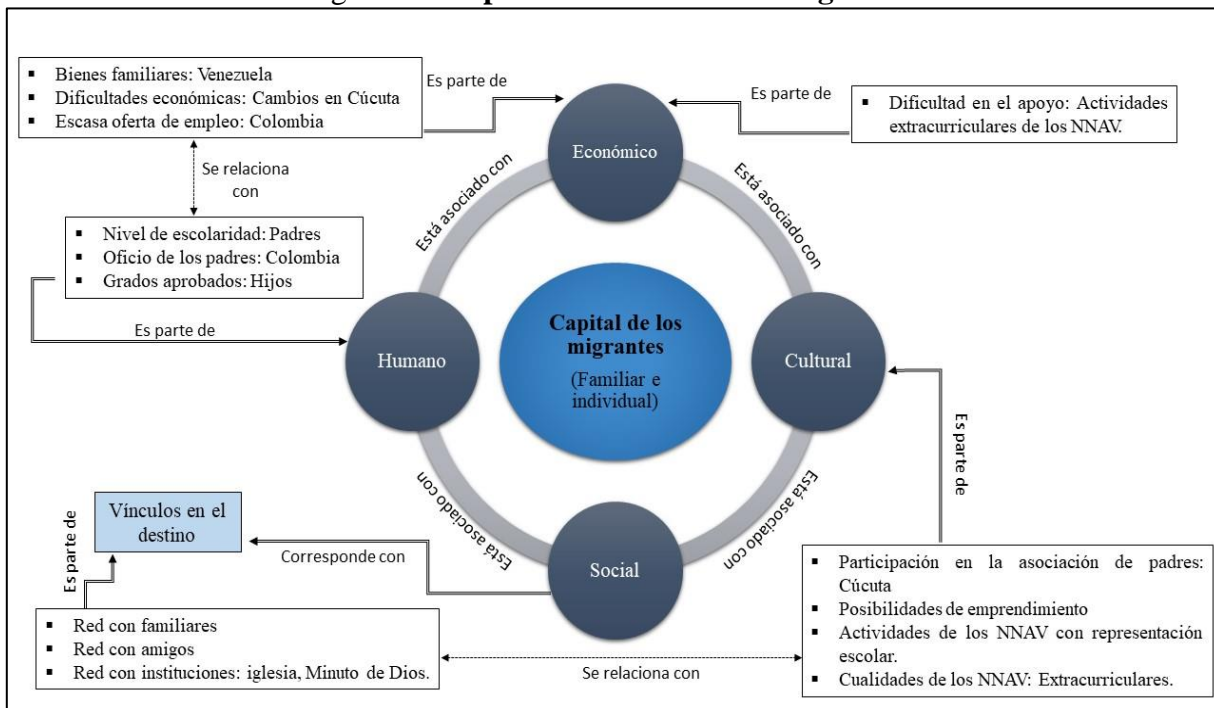 ▪ Bienes familiares: Venezuela
▪ Dificultades económicas: Cambios en Cúcuta
▪ Escasa oferta de empleo: Colombia
Es parte de
Económico
Es parte de
▪ Dificultad en el apoyo: Actividades
extracurriculares de los NNAV.
Se relaciona
con
Está asociado con
Está asociado con
▪ Nivel de escolaridad: Padres
▪ Oficio de los padres: Colombia
▪ Grados aprobados: Hijos
Es parte de
Humano
Capital de los
migrantes
(Familiar e
individual)
Cultural
Es parte de
Está asociado con
Está asociado con
Vínculos en el
destino
Es parte de
Corresponde con
Social
▪ Red con familiares
▪ Red con amigos
▪ Red con instituciones: iglesia, Minuto de Dios.
Se relaciona con
▪ Participación en la asociación de padres:
Cúcuta
▪ Posibilidades de emprendimiento
▪ Actividades de los NNAV con representación
escolar.
▪ Cualidades de los NNAV: Extracurriculares.